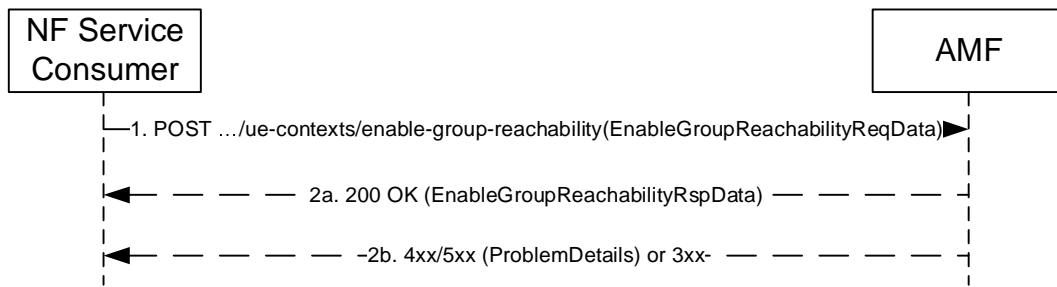 NF Service
Consumer
AMF
1. POST …/ue-contexts/enable-group-reachability(EnableGroupReachabilityReqData)
2a. 200 OK (EnableGroupReachabilityRspData)
2b. 4xx/5xx (ProblemDetails) or 3xx